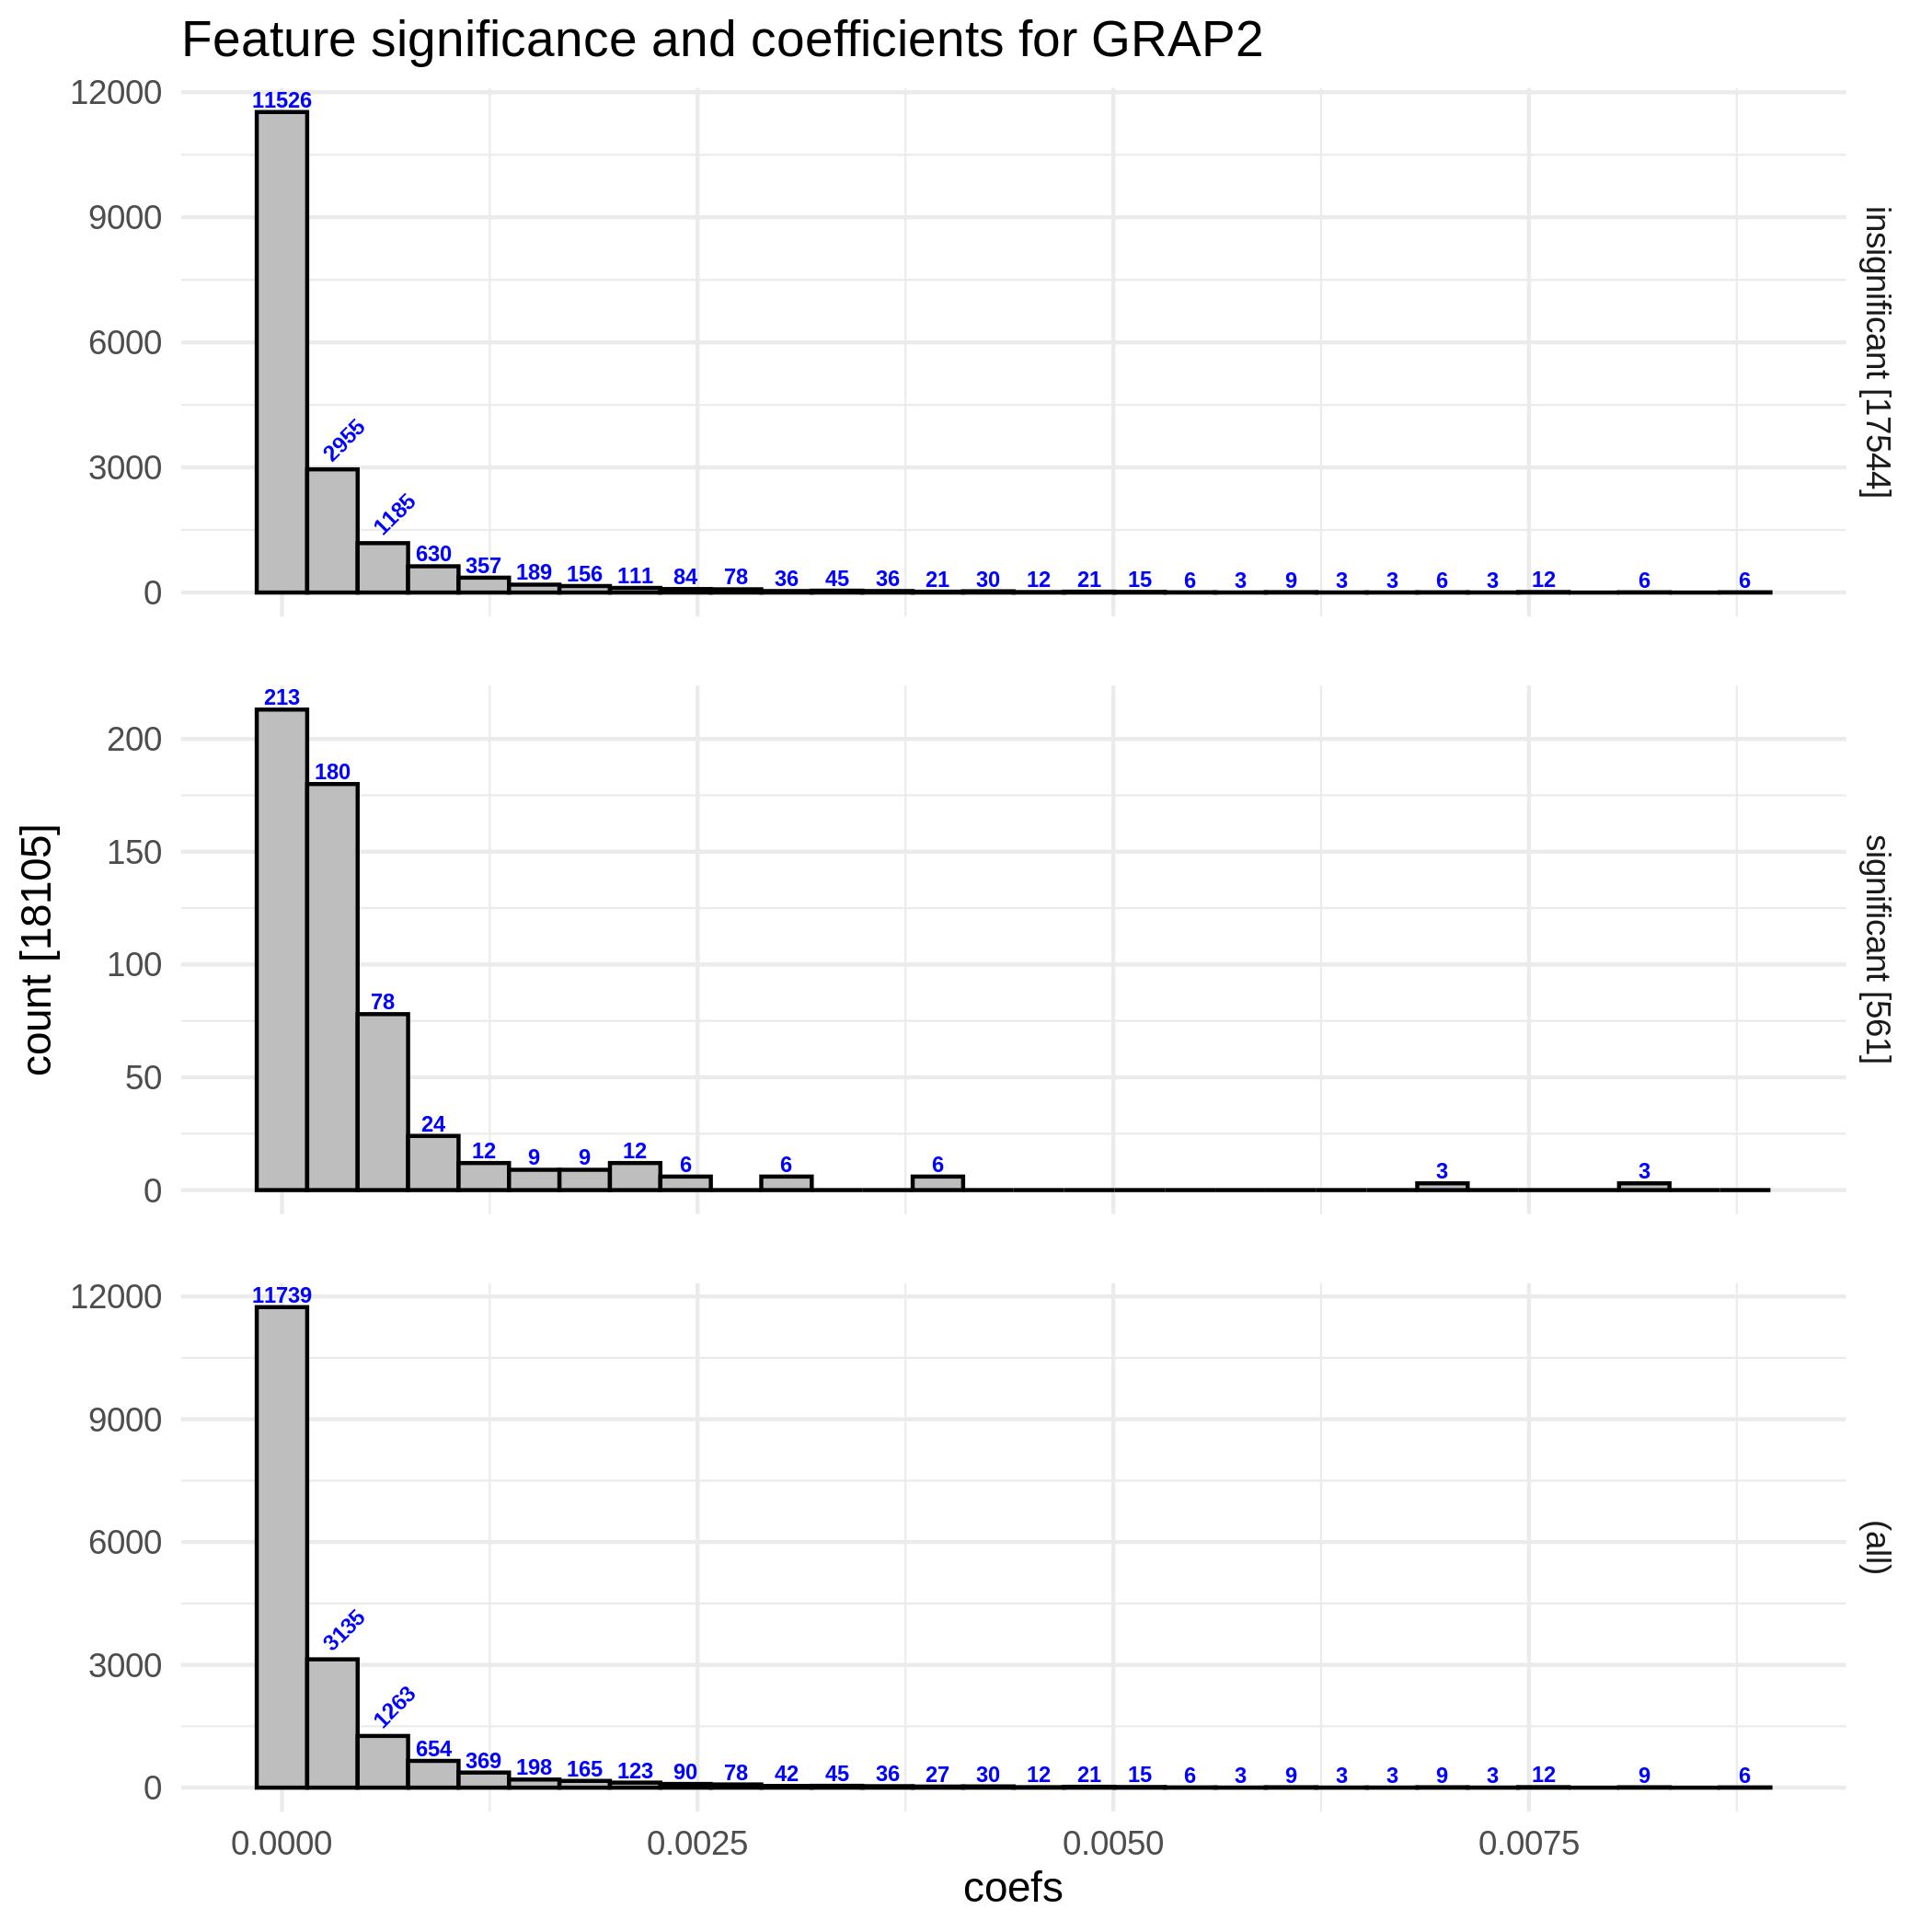 Feature significance and coefficients for GRAP2
12000
9000
6000
3000
0
11526
2955
1185
630 357 189 156 111 84 78 36 45 36 21 30 12 21 15 6 3 9 3 3 6 3 12 6 6
insignificant [17544]
count [18105]
200
150
100
50
0
213
180
78
24
12 9 9 12 6 6 6 3 3
significant [561]
12000
9000
6000
3000
0
11739
3135
1263
654 369 198 165 123 90 78 42 45 36 27 30 12 21 15 6 3 9 3 3 9 3 12 9 6
(all)
0.0000 0.0025 0.0050 0.0075
coefs